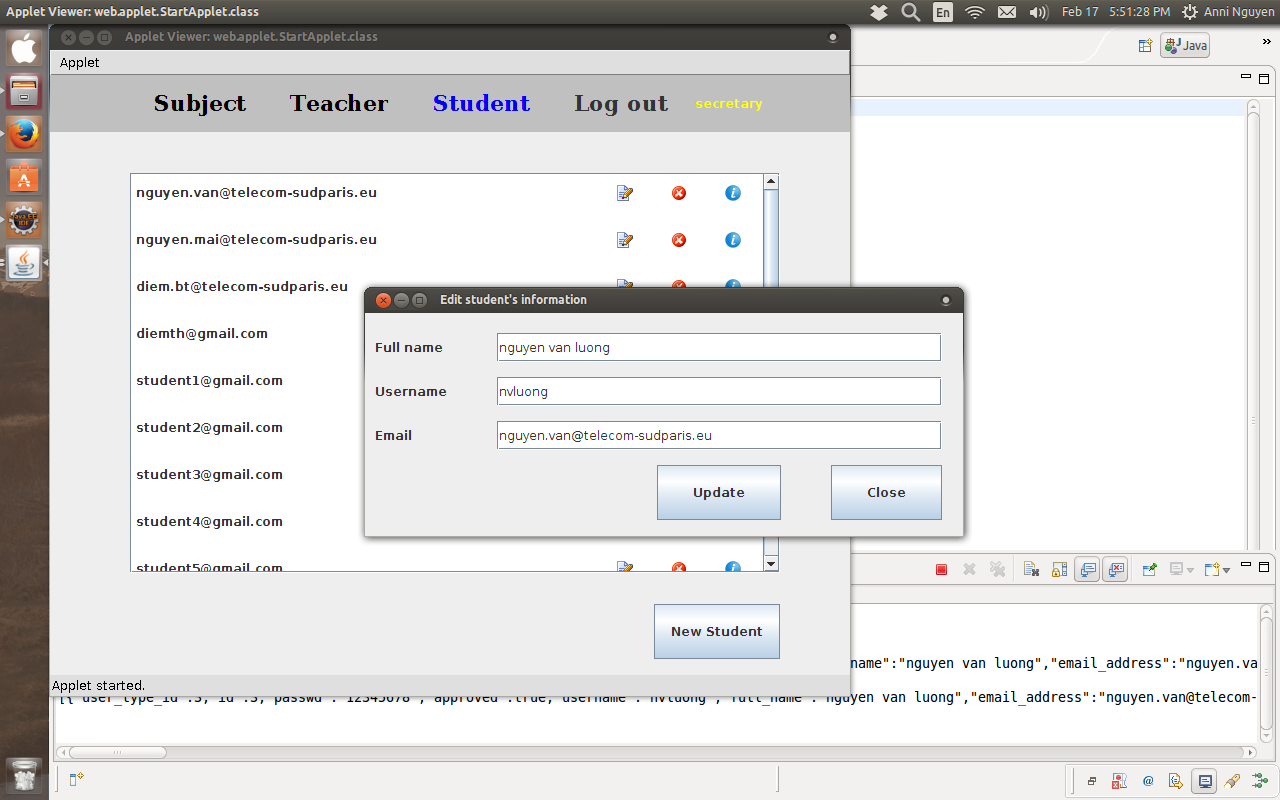 Applet Viewer: web.applet.StartApplet.class
En
Feb 17 5:51:28 PM
Anni Nguyen
Applet Viewer: web.applet.StartApplet.class
Java
»
Applet
Subject Teacher Student Log out secretary
nguyen.van@telecom-sudparis.eu
nguyen.mai@telecom-sudparis.eu
diem.bt@telecom-sudparis.eu
diemth@gmail.com
student1@gmail.com
student2@gmail.com
student3@gmail.com
student4@gmail.com
student5@gmail.com
Edit student's information
Full name nguyen van luong
Username nvluong
Email nguyen.van@telecom-sudparis.eu
Update Close
New Student
name":"nguyen van luong","email_address":"nguyen.va
Applet started.
[{"user_type_id":3,"id":3,"passwd":"12345678","approved":true,"username":"nvluong","full_name":"nguyen van luong","email_address":"nguyen.van@telecom-